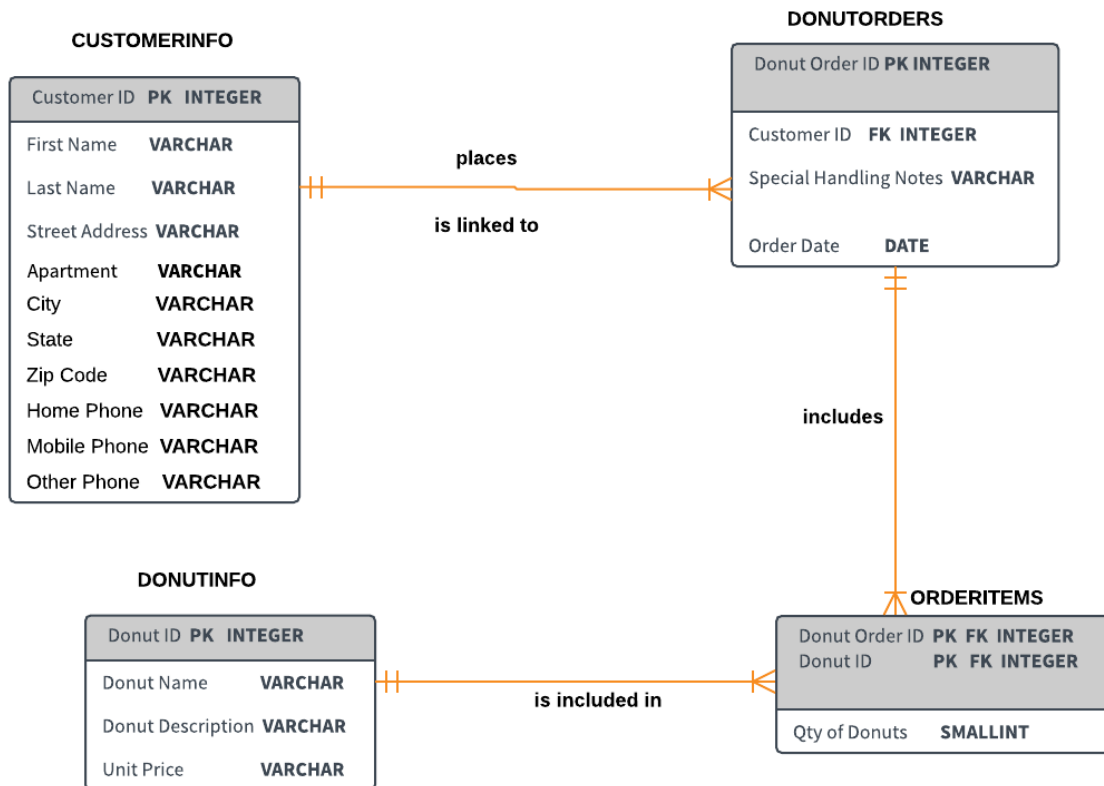 CUSTOMERINFO
Customer ID PK INTEGER
First Name VARCHAR
Last Name VARCHAR
Street Address VARCHAR
Apartment VARCHAR
City VARCHAR
State VARCHAR
Zip Code VARCHAR
Home Phone VARCHAR
Mobile Phone VARCHAR
Other Phone VARCHAR
places
is linked to
DONUTORDERS
Donut Order ID PK INTEGER
Customer ID FK INTEGER
Special Handling Notes VARCHAR
Order Date DATE
includes
DONUTINFO
Donut ID PK INTEGER
Donut Name VARCHAR
Donut Description VARCHAR
Unit Price VARCHAR
is included in
ORDERITEMS
Donut Order ID PK FK INTEGER
Donut ID PK FK INTEGER
Qty of Donuts SMALLINT